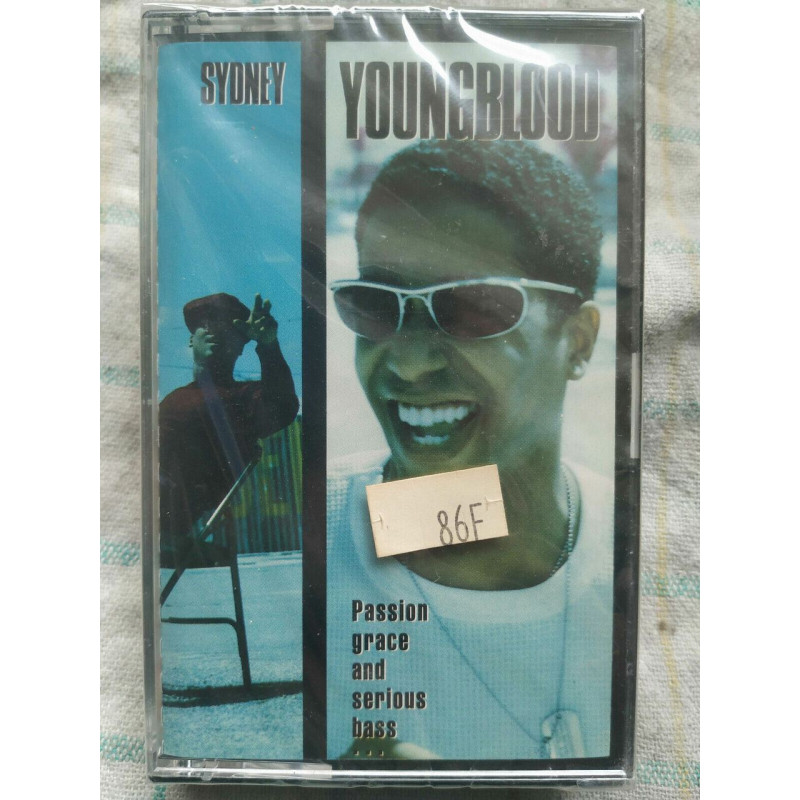 SYDNEY
YOUNGBLOOD
86F
Passion
grace
and
serious
bass
...